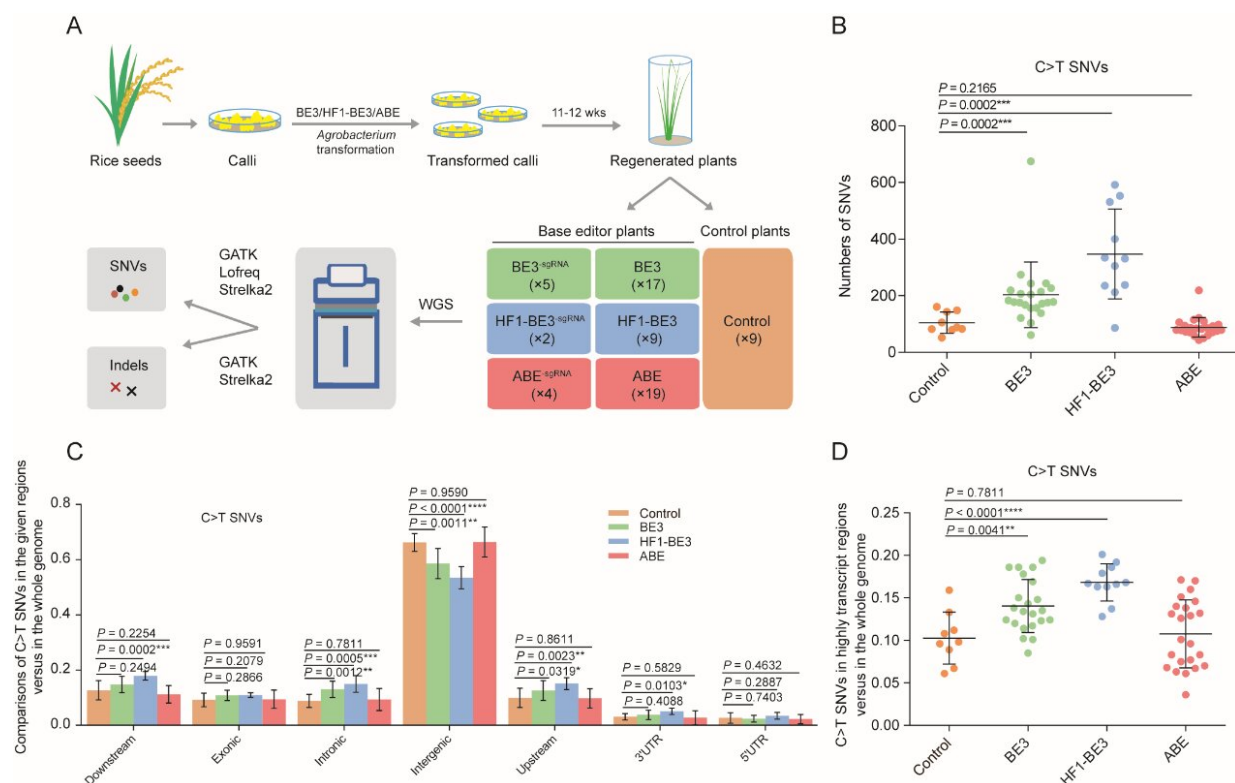 A
Rice seeds
Calli
BE3/HF1-BE3/ABE
Agrobacterium
transformation
Transformed calli
11-12 wks
Regenerated plants
Base editor plants
Control plants
BE3-sgRNA
(×5)
BE3
(×17)
HF1-BE3-sgRNA
(×2)
HF1-BE3
(×9)
ABE-sgRNA
(×4)
ABE
(×19)
Control
(×9)
WGS
GATK
Lofreq
Strelka2
GATK
Strelka2
SNVs
Indels
B
C>T SNVs
P = 0.2165
P = 0.0002***
P = 0.0002***
Numbers of SNVs
800
600
400
200
0
Control
BE3
HF1-BE3
ABE
C
C>T SNVs
Comparisons of C>T SNVs in the given regions
versus in the whole genome
0.8
0.6
0.4
0.2
0.0
P = 0.2254
P = 0.0002***
P = 0.2494
P = 0.9591
P = 0.2079
P = 0.2866
P = 0.7811
P = 0.0005***
P = 0.0012**
P = 0.9590
P < 0.0001****
P = 0.0011**
P = 0.8611
P = 0.0023**
P = 0.0319*
P = 0.5829
P = 0.0103*
P = 0.4088
P = 0.4632
P = 0.2887
P = 0.7403
Control
BE3
HF1-BE3
ABE
Downstream
Exonic
Intronic
Intergenic
Upstream
3'UTR
5'UTR
D
C>T SNVs
P = 0.7811
P < 0.0001****
P = 0.0041**
C>T SNVs in highly transcript regions
versus in the whole genome
0.25
0.20
0.15
0.10
0.05
0.00
Control
BE3
HF1-BE3
ABE